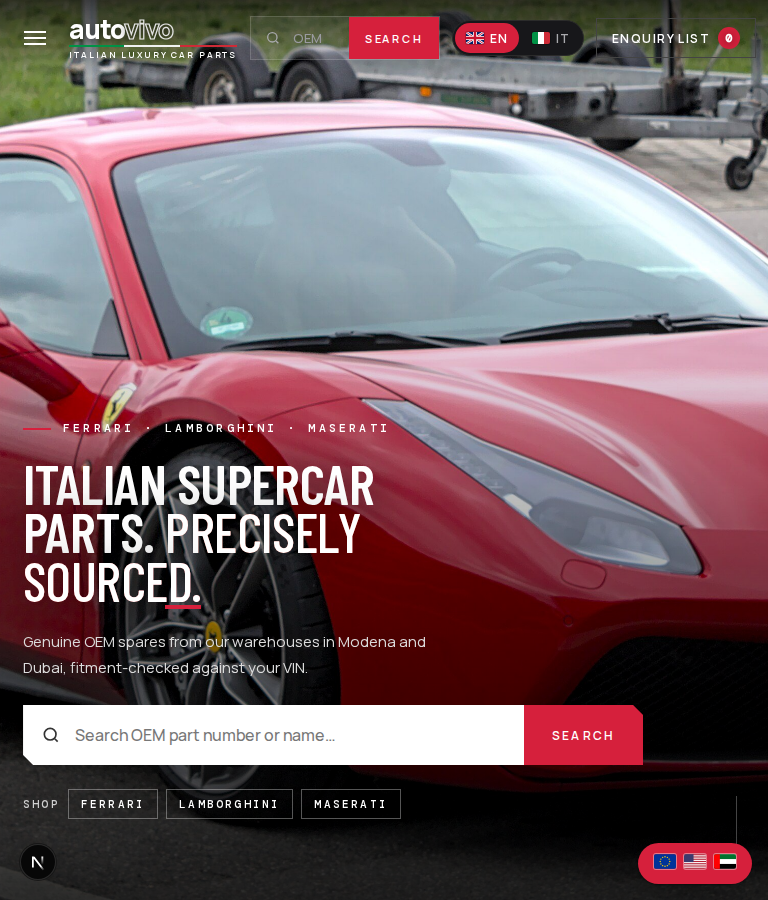 autovivo
ITALIAN LUXURY CAR PARTS
OEM
SEARCH
EN
IT
ENQUIRY LIST 0
FERRARI · LAMBORGHINI · MASERATI
ITALIAN SUPERCAR
PARTS. PRECISELY
SOURCED.
Genuine OEM spares from our warehouses in Modena and
Dubai, fitment-checked against your VIN.
Search OEM part number or name...
SEARCH
SHOP
FERRARI
LAMBORGHINI
MASERATI
N